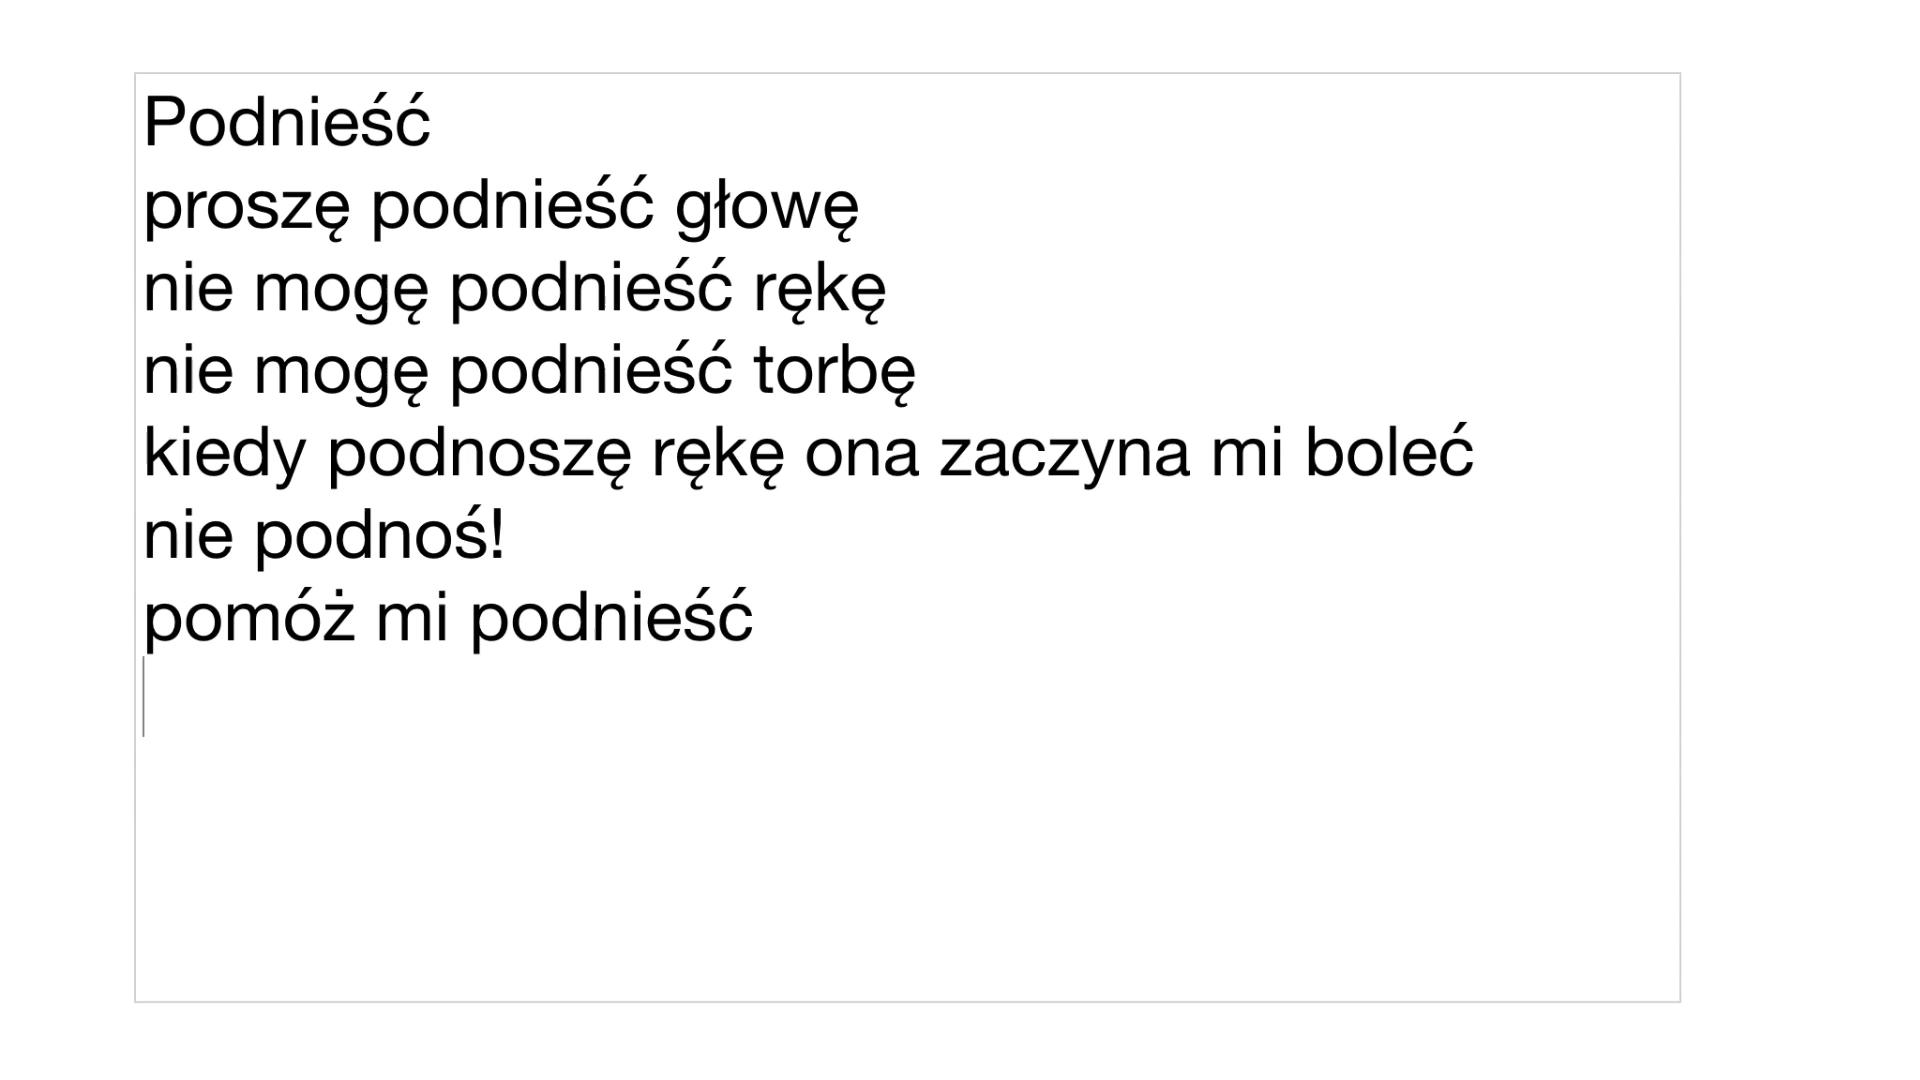 Podnieść
proszę podnieść głowę
nie mogę podnieść rękę
nie mogę podnieść torbę
kiedy podnoszę rękę ona zaczyna mi boleć
nie podnoś!
pomóż mi podnieść